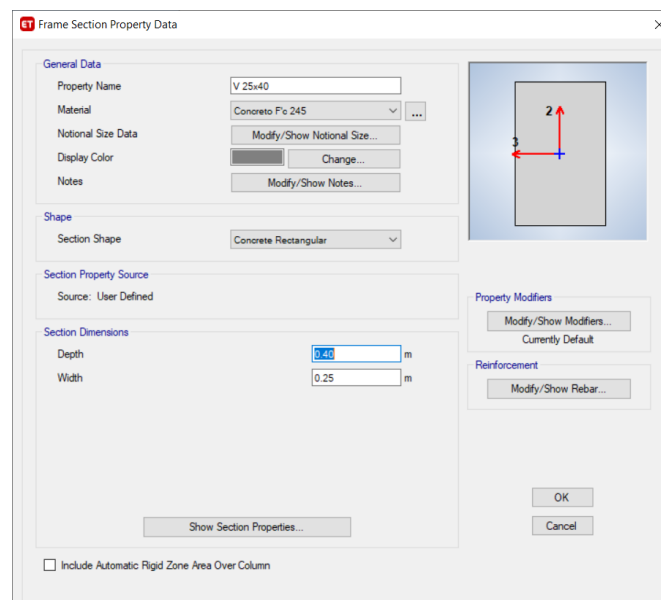 ET Frame Section Property Data
General Data
Property Name V 25x40
Material Concreto F'c 245 ...
Notional Size Data Modify/Show Notional Size...
Display Color Change...
Notes Modify/Show Notes...
Shape
Section Shape Concrete Rectangular
Section Property Source
Source: User Defined
Section Dimensions
Depth 0.40 m
Width 0.25 m
Show Section Properties...
Include Automatic Rigid Zone Area Over Column
2
3
Property Modifiers
Modify/Show Modifiers...
Currently Default
Reinforcement
Modify/Show Rebar...
OK
Cancel